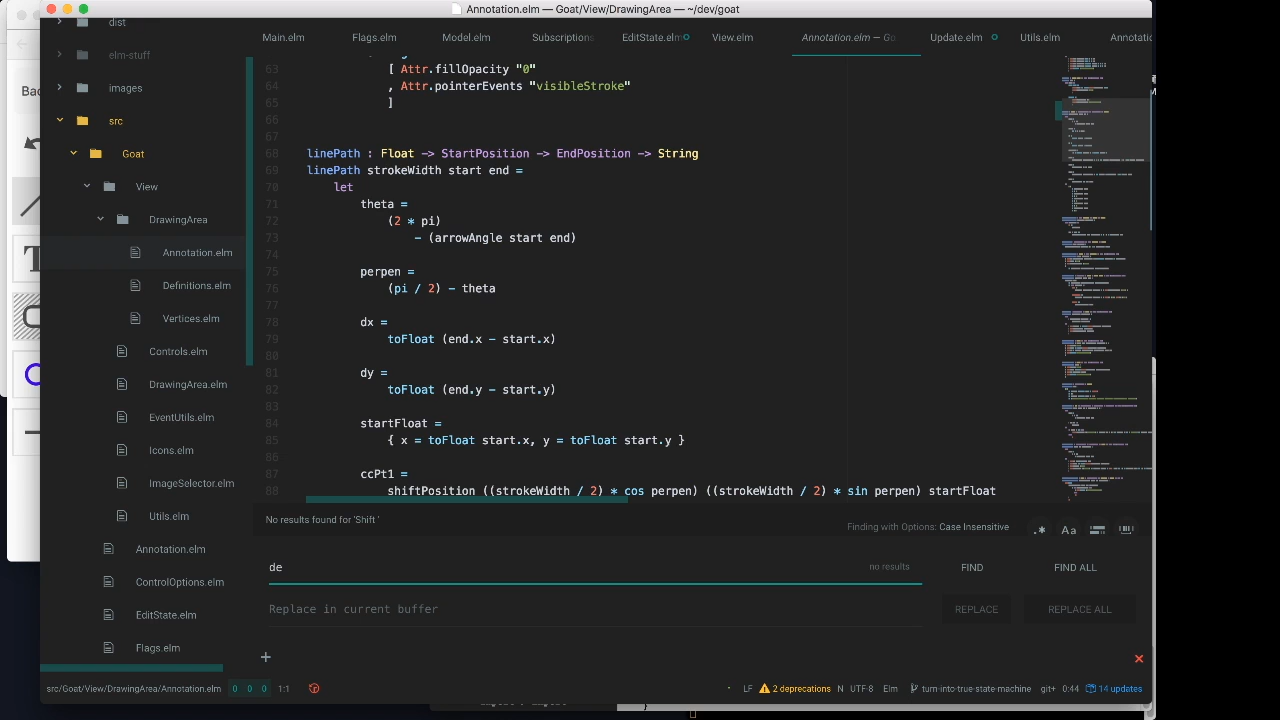 Annotation.elm — Goat/View/DrawingArea — ~/dev/goat
Main.elm
Flags.elm
Model.elm
Subscription
EditState.elm
View.elm
Annotation.elm — Go
Update.elm
Utils.elm
Annotatio
dist
elm-stuff
images
src
Goat
View
DrawingArea
Annotation.elm
Definitions.elm
Vertices.elm
Controls.elm
DrawingArea.elm
EventUtils.elm
Icons.elm
ImageSelector.elm
Utils.elm
Annotation.elm
ControlOptions.elm
EditState.elm
Flags.elm
63 [ Attr.fillOpacity "0"
64 , Attr.pointerEvents "visibleStroke"
65 ]
66
67
68 linePath : Float -> StartPosition -> EndPosition -> String
69 linePath strokeWidth start end =
70 let
71 theta =
72 (2 * pi)
73 - (arrowAngle start end)
74
75 perpen =
76 (pi / 2) - theta
77
78 dx =
79 toFloat (end.x - start.x)
80
81 dy =
82 toFloat (end.y - start.y)
83
84 startFloat =
85 { x = toFloat start.x, y = toFloat start.y }
86
87 ccPt1 =
88 ((strokeWidth / 2) * cos perpen) ((strokeWidth / 2) * sin perpen) startFloat
No results found for 'Shift '
Finding with Options: Case Insensitive
.* Aa
de
no results
FIND
FIND ALL
Replace in current buffer
REPLACE
REPLACE ALL
+
src/Goat/View/DrawingArea/Annotation.elm 0 0 0 1:1
LF 2 deprecations N UTF-8 Elm turn-into-true-state-machine git+ 0:44 14 updates